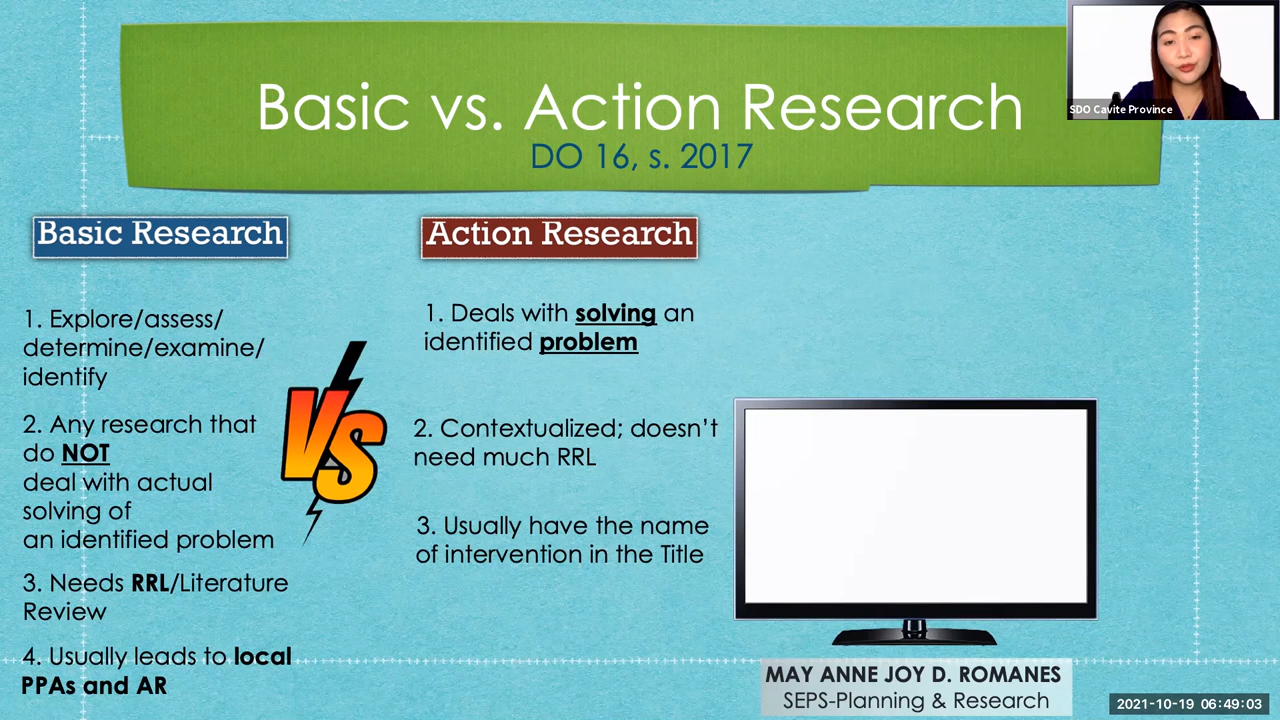 Basic vs. Action Research
DO 16, s. 2017
SDO Cavite Province
Basic Research
1. Explore/assess/
determine/examine/
identify
2. Any research that
do NOT
deal with actual
solving of
an identified problem
3. Needs RRL/Literature
Review
4. Usually leads to local
PPAs and AR
VS
Action Research
1. Deals with solving an
identified problem
2. Contextualized; doesn't
need much RRL
3. Usually have the name
of intervention in the Title
MAY ANNE JOY D. ROMANES
SEPS-Planning & Research
2021-10-19 06:49:03